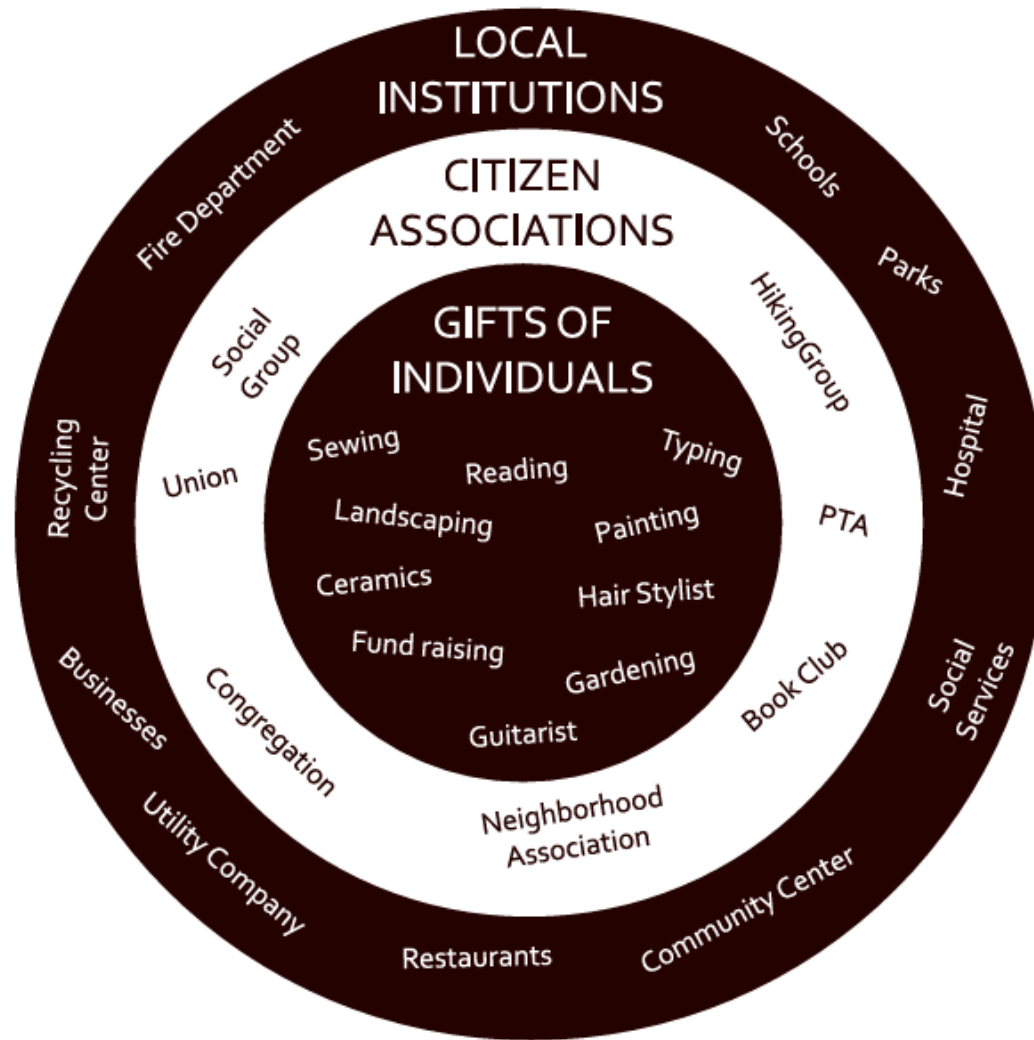 LOCAL
INSTITUTIONS
Fire Department
Schools
Parks
Hospital
Social
Services
Community Center
Restaurants
Utility Company
Businesses
Recycling
Center
CITIZEN
ASSOCIATIONS
Social
Group
HikingGroup
PTA
Book Club
Neighborhood
Association
Congregation
Union
GIFTS OF
INDIVIDUALS
Sewing
Reading
Typing
Landscaping
Painting
Ceramics
Hair Stylist
Fund raising
Gardening
Guitarist